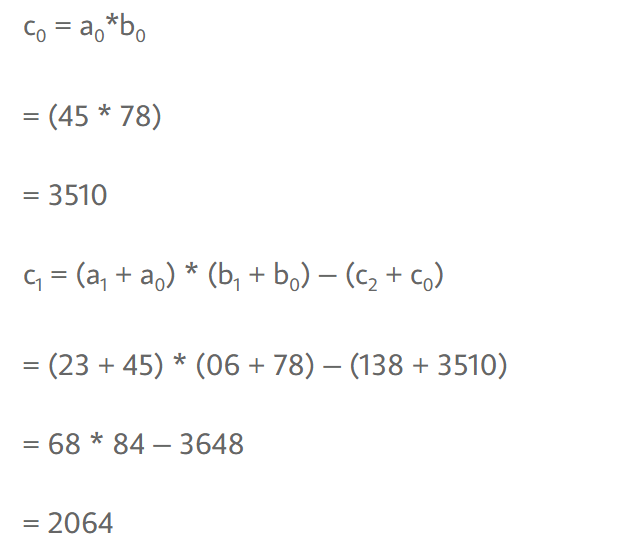 c₀ = a₀*b₀
= (45 * 78)
= 3510
c₁ = (a₁ + a₀) * (b₁ + b₀) – (c₂ + c₀)
= (23 + 45) * (06 + 78) – (138 + 3510)
= 68 * 84 – 3648
= 2064